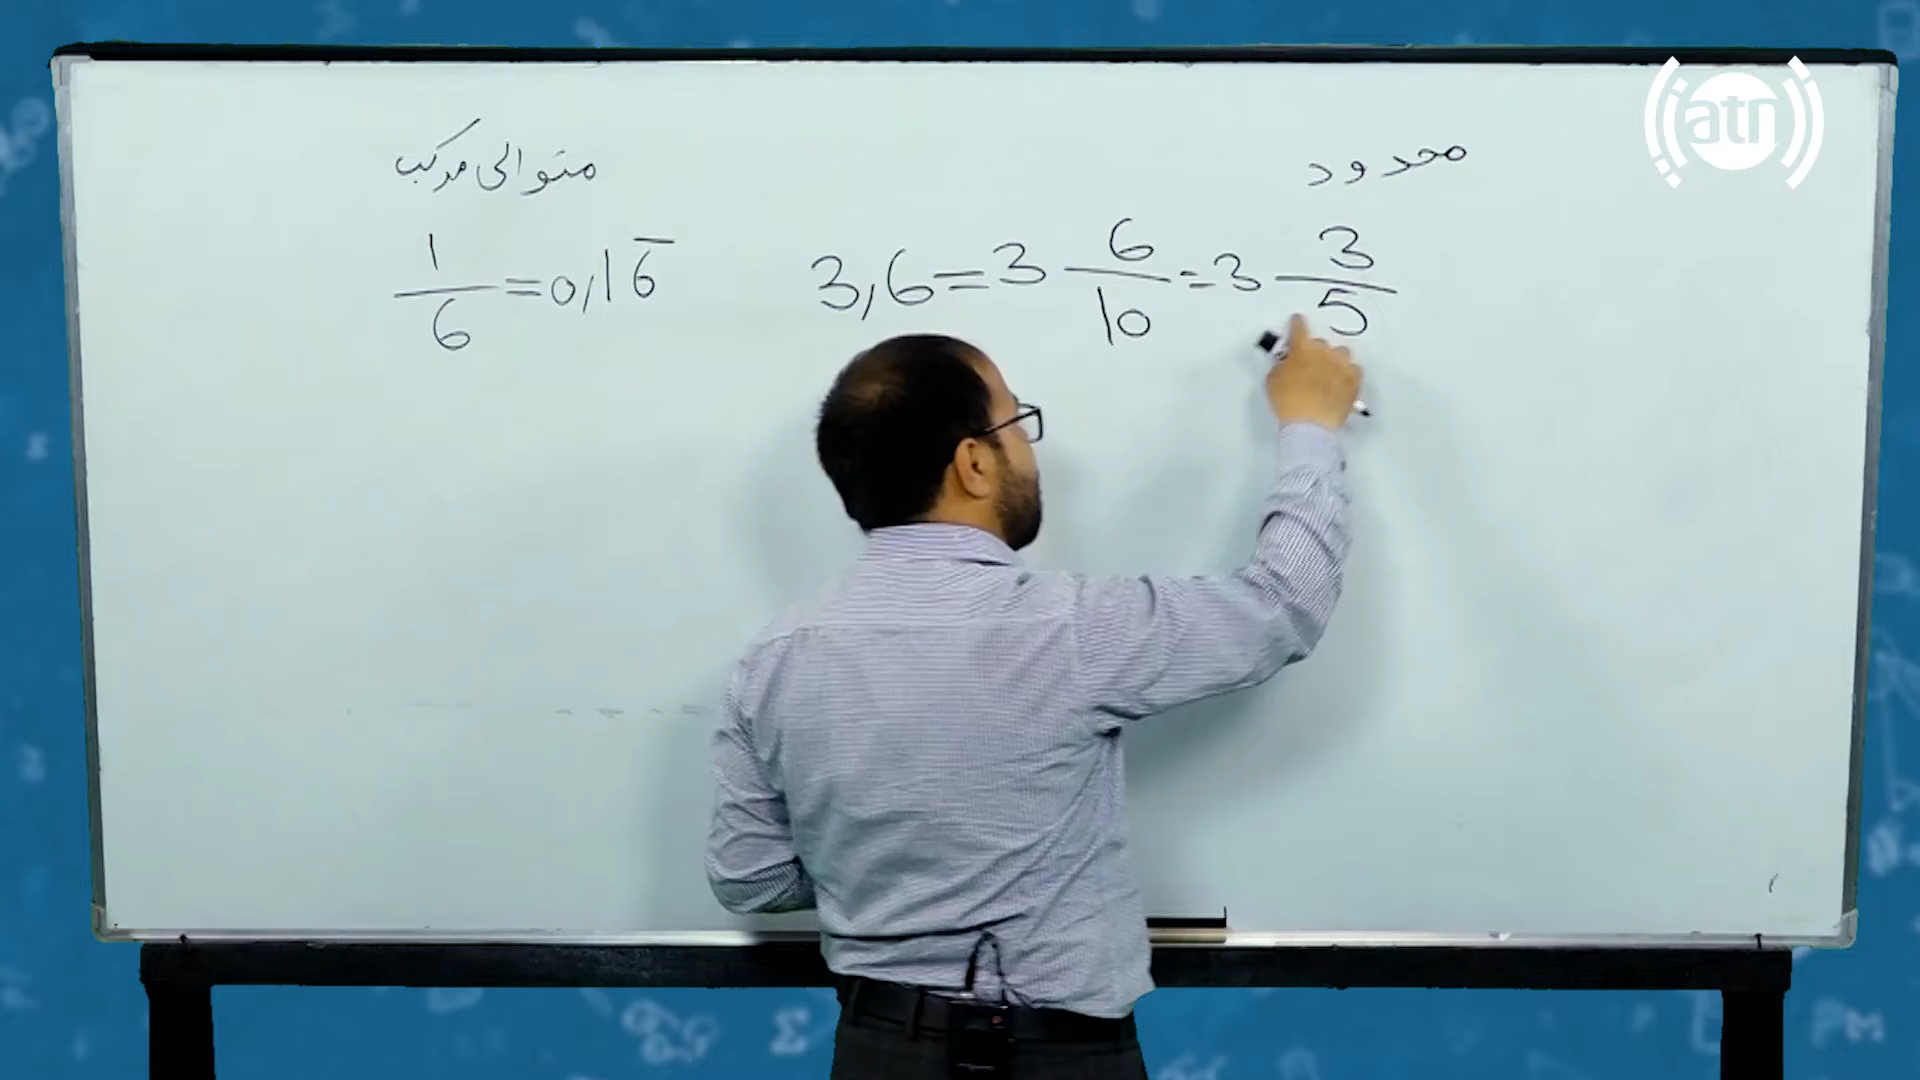 atn
محدود
متوالی مرکب
3,6 = 3 6/10 = 3 3/5
1/6 = 0,16̅